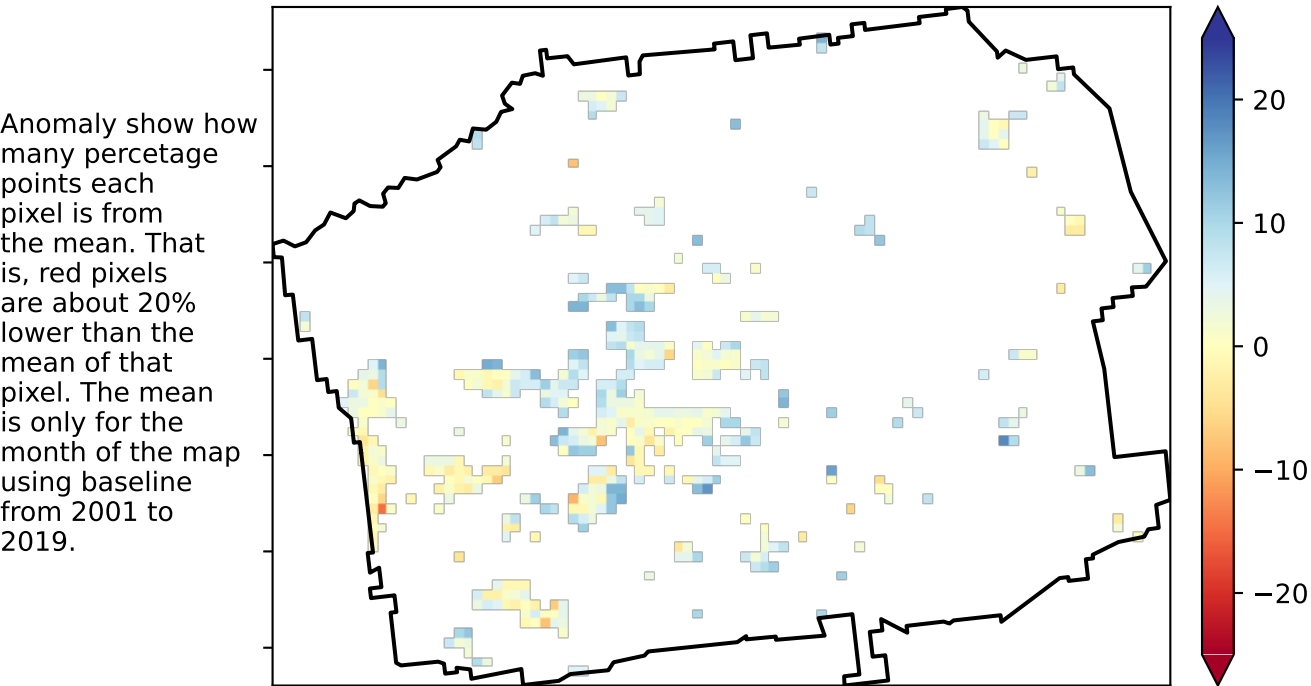 Anomaly show how
many percetage
points each
pixel is from
the mean. That
is, red pixels
are about 20%
lower than the
mean of that
pixel. The mean
is only for the
month of the map
using baseline
from 2001 to
2019.
20
10
0
−10
−20